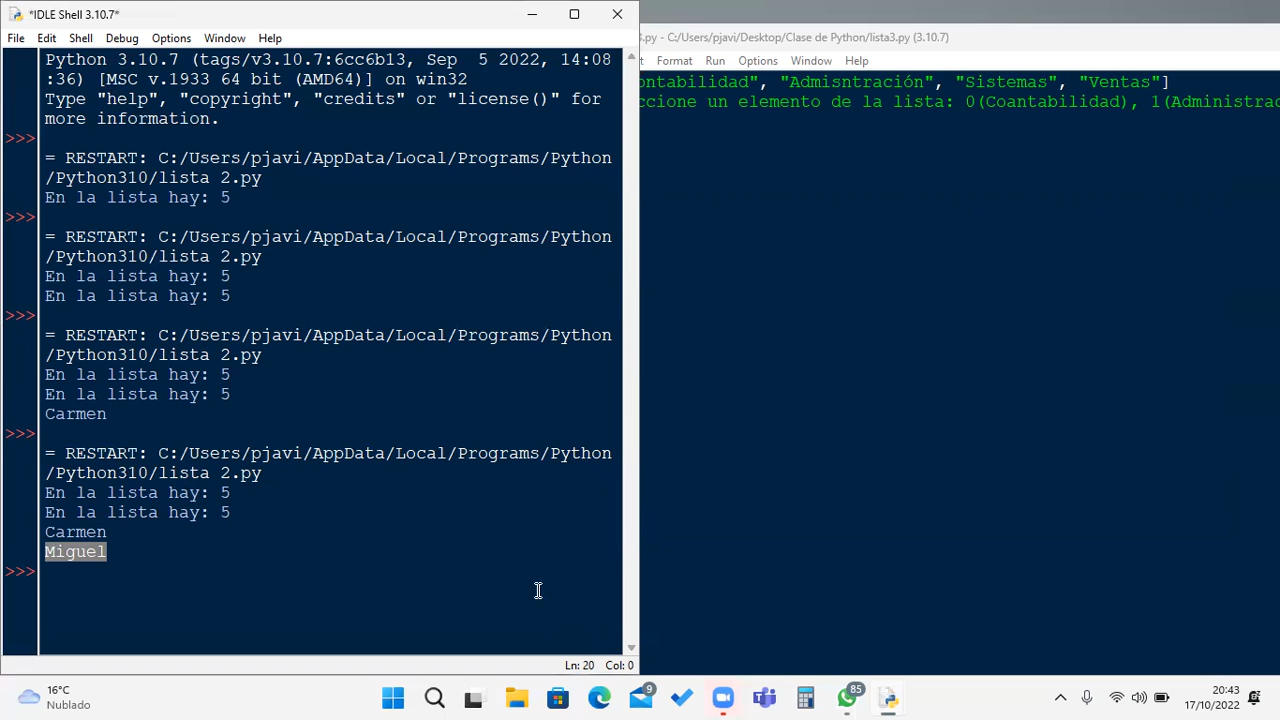 *IDLE Shell 3.10.7*
File Edit Shell Debug Options Window Help
Python 3.10.7 (tags/v3.10.7:6cc6b13, Sep  5 2022, 14:08
:36) [MSC v.1933 64 bit (AMD64)] on win32
Type "help", "copyright", "credits" or "license()" for
more information.
>>>
= RESTART: C:/Users/pjavi/AppData/Local/Programs/Python
/Python310/lista 2.py
En la lista hay: 5
>>>
= RESTART: C:/Users/pjavi/AppData/Local/Programs/Python
/Python310/lista 2.py
En la lista hay: 5
En la lista hay: 5
>>>
= RESTART: C:/Users/pjavi/AppData/Local/Programs/Python
/Python310/lista 2.py
En la lista hay: 5
En la lista hay: 5
Carmen
>>>
= RESTART: C:/Users/pjavi/AppData/Local/Programs/Python
/Python310/lista 2.py
En la lista hay: 5
En la lista hay: 5
Carmen
Miguel
>>>
Ln: 20 Col: 0
.py - C:/Users/pjavi/Desktop/Clase de Python/lista3.py (3.10.7)
t Format Run Options Window Help
ontabilidad", "Admisntración", "Sistemas", "Ventas"]
ccione un elemento de la lista: 0(Coantabilidad), 1(Administrac
16°C
Nublado
9
85
20:43
17/10/2022